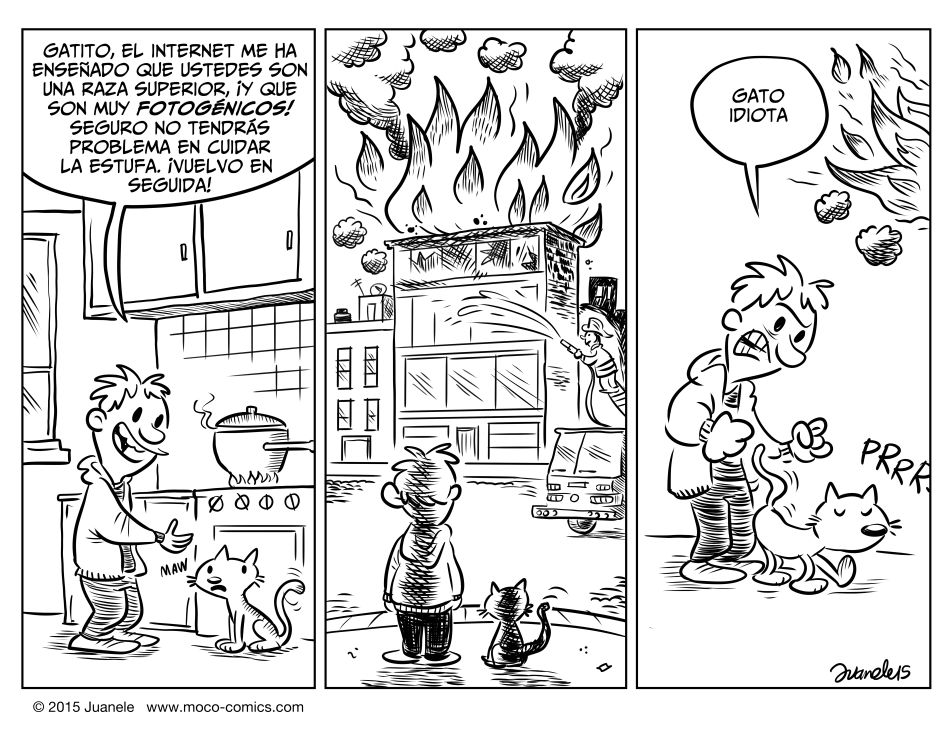 GATITO, EL INTERNET ME HA
ENSEÑADO QUE USTEDES SON
UNA RAZA SUPERIOR, ¡Y QUE
SON MUY FOTOGÉNICOS!
SEGURO NO TENDRÁS
PROBLEMA EN CUIDAR
LA ESTUFA. ¡VUELVO EN
SEGUIDA!
MAW
GATO
IDIOTA
PRRR
Juanele15
© 2015 Juanele www.moco-comics.com